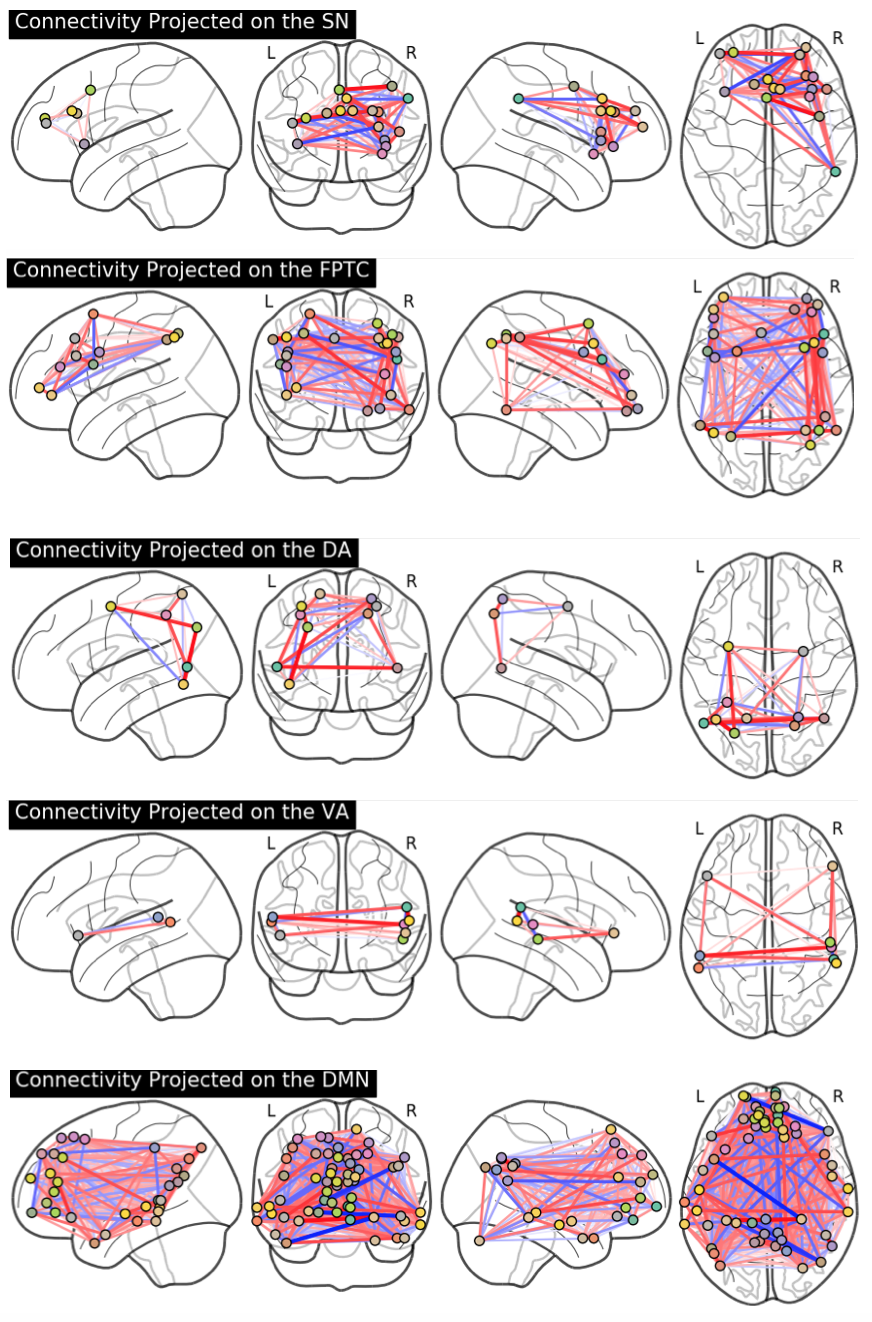 Connectivity Projected on the SN
L R L R
Connectivity Projected on the FPTC
L R L R
Connectivity Projected on the DA
L R L R
Connectivity Projected on the VA
L R L R
Connectivity Projected on the DMN
L R L R